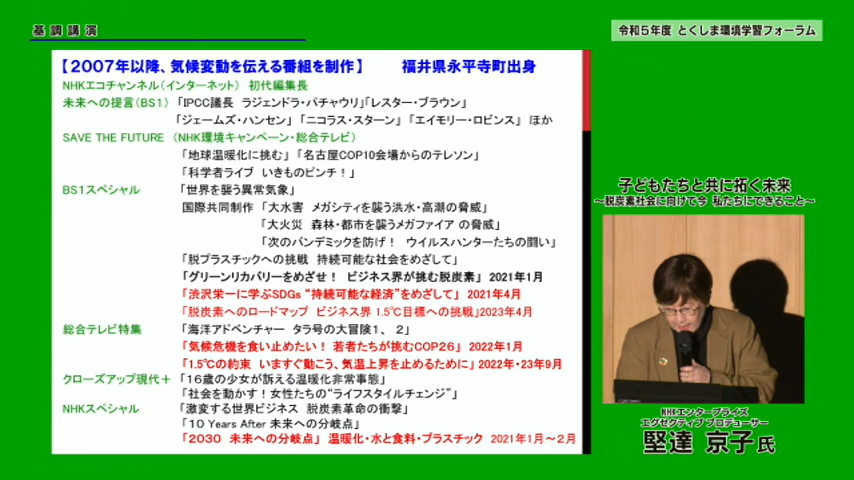 基調講演
令和5年度 とくしま環境学習フォーラム
【2007年以降、気候変動を伝える番組を制作】 福井県永平寺町出身
NHKエコチャンネル(インターネット) 初代編集長
未来への提言(BS1) 「IPCC議長 ラジェンドラ・パチャウリ」「レスター・ブラウン」
「ジェームズ・ハンセン」 「ニコラス・スターン」 「エイモリー・ロビンス」 ほか
SAVE THE FUTURE (NHK環境キャンペーン・総合テレビ)
「地球温暖化に挑む」 「名古屋COP10会場からのテレソン」
「科学者ライブ いきものピンチ!」
BS1スペシャル 「世界を襲う異常気象」
国際共同制作 「大水害 メガシティを襲う洪水・高潮の脅威」
「大火災 森林・都市を襲うメガファイア の脅威」
「次のパンデミックを防げ! ウイルスハンターたちの闘い」
「脱プラスチックへの挑戦 持続可能な社会をめざして」
「グリーンリカバリーをめざせ! ビジネス界が挑む脱炭素」 2021年1月
「渋沢栄一に学ぶSDGs “持続可能な経済”をめざして」 2021年4月
「脱炭素へのロードマップ ビジネス界 1.5℃目標への挑戦」2023年4月
総合テレビ特集 「海洋アドベンチャー タラ号の大冒険1、 2」
「気候危機を食い止めたい! 若者たちが挑むCOP26」 2022年1月
「1.5℃の約束 いますぐ動こう、気温上昇を止めるために」 2022年・23年9月
クローズアップ現代+ 「16歳の少女が訴える温暖化非常事態」
「社会を動かす!女性たちの“ライフスタイルチェンジ”」
NHKスペシャル 「激変する世界ビジネス 脱炭素革命の衝撃」
「10 Years After 未来への分岐点」
「2030 未来への分岐点」 温暖化・水と食料・プラスチック 2021年1月~2月
子どもたちと共に拓く未来
~脱炭素社会に向けて今 私たちにできること~
NHKエンタープライズ
エグゼクティブ プロデューサー
堅達 京子氏